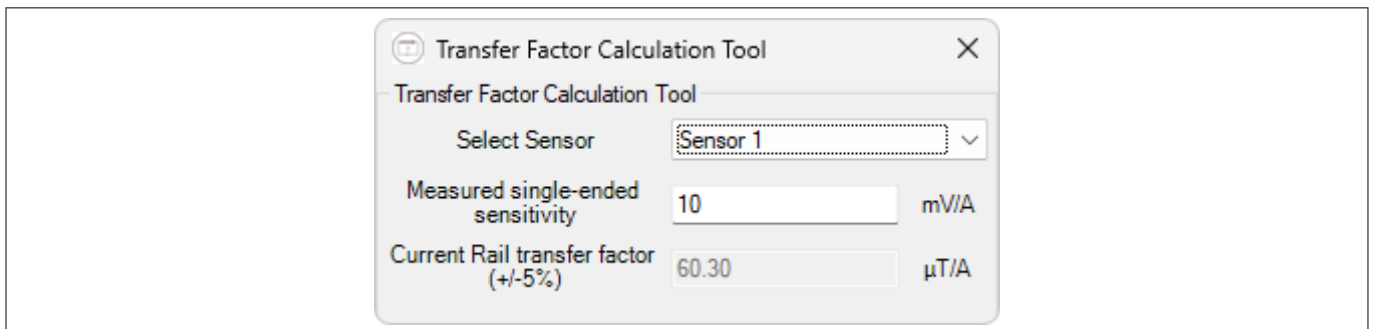 Transfer Factor Calculation Tool
Transfer Factor Calculation Tool
Select Sensor
Sensor 1
Measured single-ended
sensitivity
10
mV/A
Current Rail transfer factor
(+/-5%)
60.30
µT/A